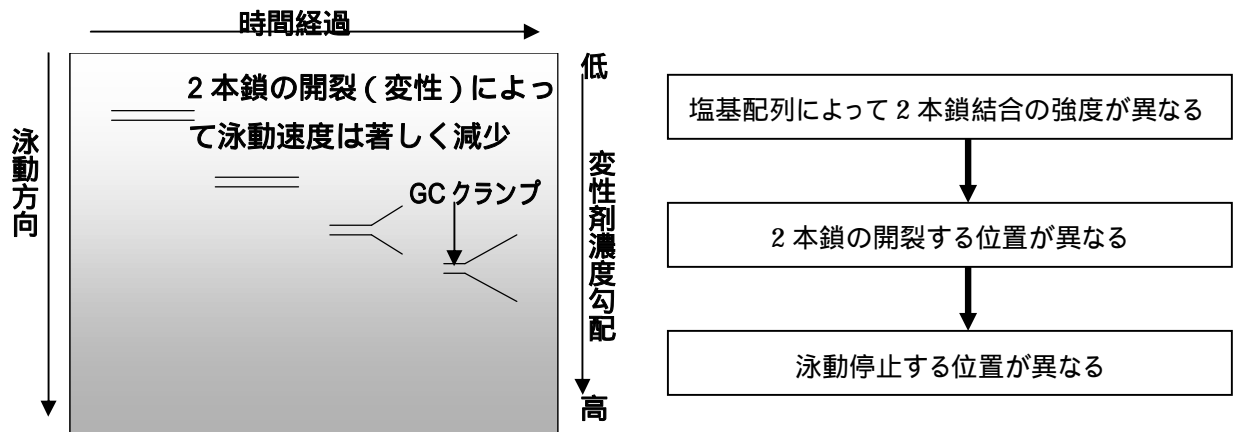 時間経過
泳動方向
2本鎖の開裂(変性)によっ
て泳動速度は著しく減少
GCクランプ
低
変性剤濃度勾配
高
塩基配列によって2本鎖結合の強度が異なる
2本鎖の開裂する位置が異なる
泳動停止する位置が異なる